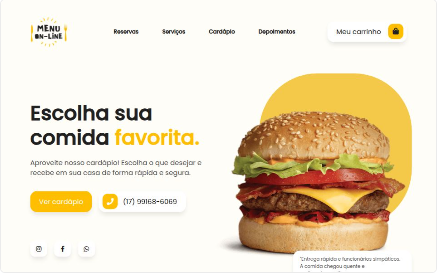 MENU
ON-LINE
Reservas
Serviços
Cardápio
Depoimentos
Meu carrinho
Escolha sua
comida favorita.
Aproveite nosso cardápio! Escolha o que desejar e
receba em sua casa de forma rápida e segura.
Ver cardápio
(17) 99168-6069
"Entrega rápida e funcionários simpáticos.
A comida chegou quente e